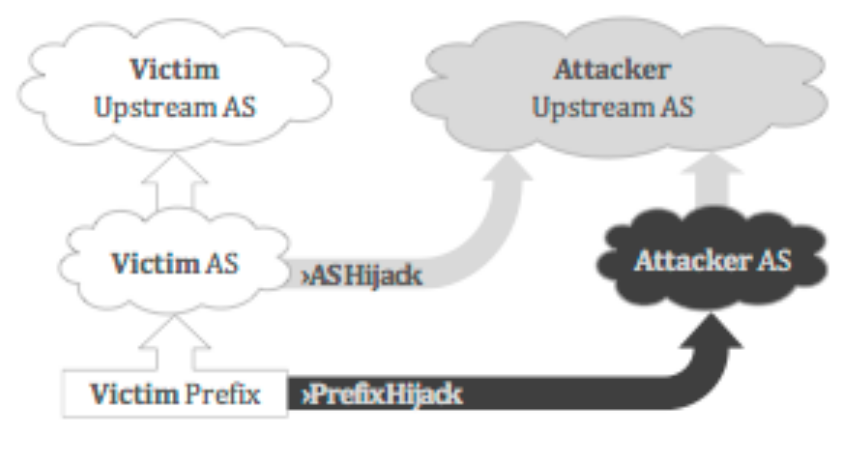 Victim
Upstream AS
Attacker
Upstream AS
Victim AS
›AS Hijack
Attacker AS
Victim Prefix
›Prefix Hijack